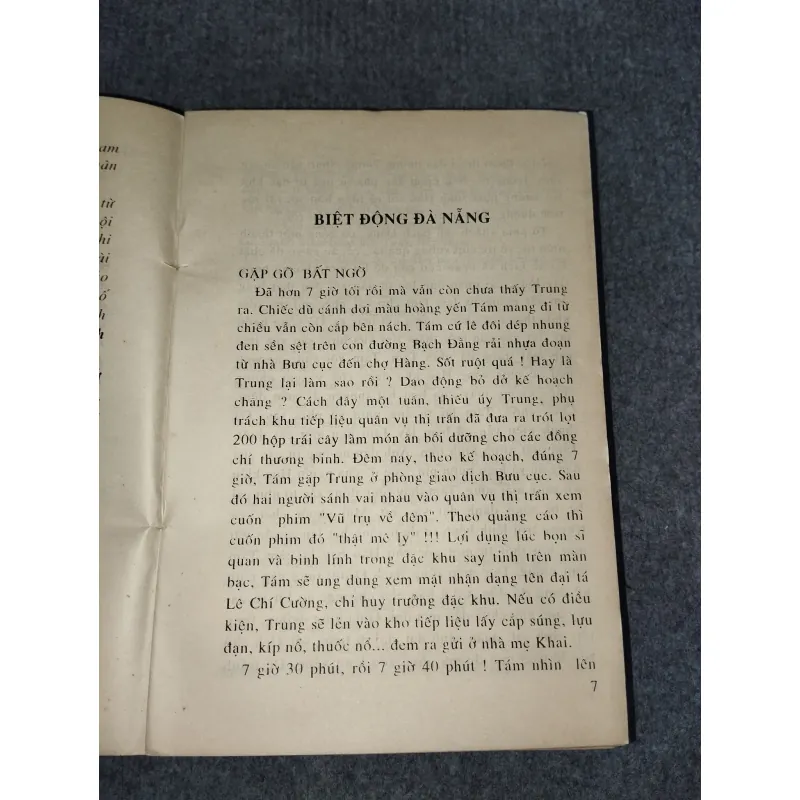 am
ân
từ
ội
hi
ài
ao
ổ
h
h
BIỆT ĐỘNG ĐÀ NẴNG
GẶP GỠ BẤT NGỜ
Đã hơn 7 giờ tối rồi mà vẫn còn chưa thấy Trung
ra. Chiếc dù cánh dơi màu hoàng yến Tám mang đi từ
chiều vẫn còn cắp bên nách. Tám cứ lê đôi dép nhung
đen sền sệt trên con đường Bạch Đằng rải nhựa đoạn
từ nhà Bưu cục đến chợ Hàng. Sốt ruột quá ! Hay là
Trung lại làm sao rồi ? Dao động bỏ dở kế hoạch
chăng ? Cách đây một tuần, thiếu úy Trung, phụ
trách khu tiếp liệu quân vụ thị trấn đã đưa ra trót lọt
200 hộp trái cây làm món ăn bồi dưỡng cho các đồng
chí thương binh. Đêm nay, theo kế hoạch, đúng 7
giờ, Tám gặp Trung ở phòng giao dịch Bưu cục. Sau
đó hai người sánh vai nhau vào quân vụ thị trấn xem
cuốn phim "Vũ trụ về đêm". Theo quảng cáo thì
cuốn phim đó "thật mê ly" !!! Lợi dụng lúc bọn sĩ
quan và binh lính trong đặc khu say tỉnh trên màn
bạc, Tám sẽ ung dung xem mặt nhận dạng tên đại tá
Lê Chí Cường, chỉ huy trưởng đặc khu. Nếu có điều
kiện, Trung sẽ lẻn vào kho tiếp liệu lấy cắp súng, lựu
đạn, kíp nổ, thuốc nổ... đem ra gửi ở nhà mẹ Khai.
7 giờ 30 phút, rồi 7 giờ 40 phút ! Tám nhìn lên
7